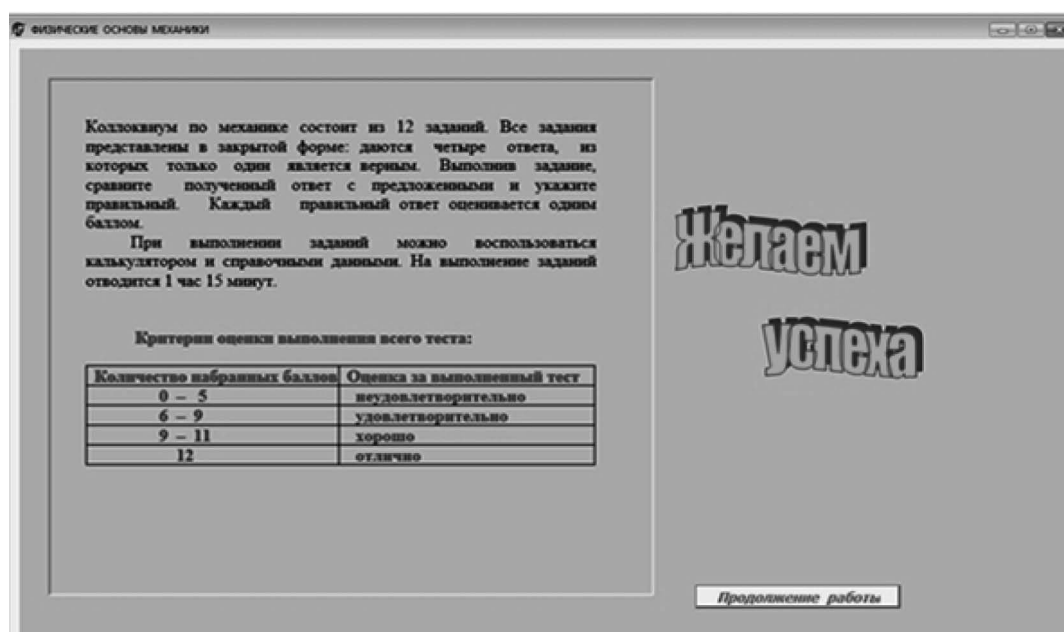 ФИЗИЧЕСКИЕ ОСНОВЫ МЕХАНИКИ
Коллоквиум по механике состоит из 12 заданий. Все задания
представлены в закрытой форме: даются четыре ответа, из
которых только один является верным. Выполнив задание,
сравните полученный ответ с предложенными и укажите
правильный. Каждый правильный ответ оценивается одним
баллом.
При выполнении заданий можно воспользоваться
калькулятором и справочными данными. На выполнение заданий
отводится 1 час 15 минут.
Критерии оценки выполнения всего теста:
Количество набранных баллов Оценка за выполненный тест
0 – 5 неудовлетворительно
6 – 9 удовлетворительно
9 – 11 хорошо
12 отлично
Желаем
успеха
Продолжение работы